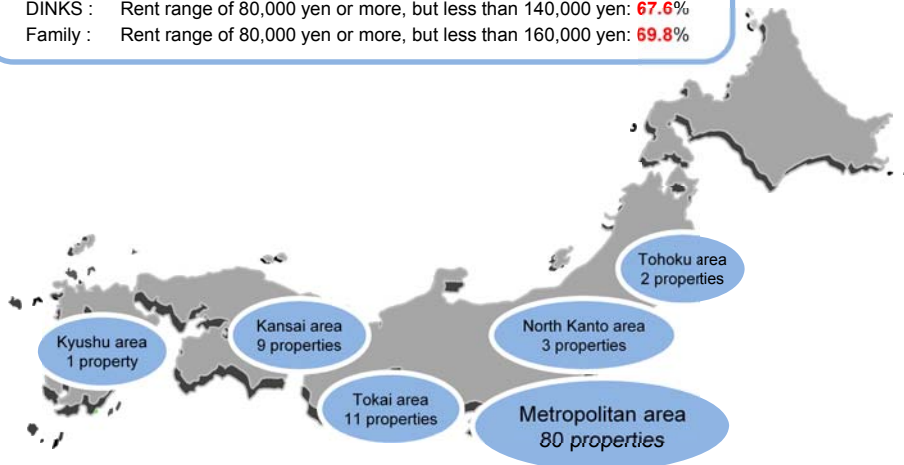 DINKS : Rent range of 80,000 yen or more, but less than 140,000 yen: 67.6%
Family : Rent range of 80,000 yen or more, but less than 160,000 yen: 69.8%
Tohoku area
2 properties
Kansai area
9 properties
North Kanto area
3 properties
Kyushu area
1 property
Tokai area
11 properties
Metropolitan area
80 properties